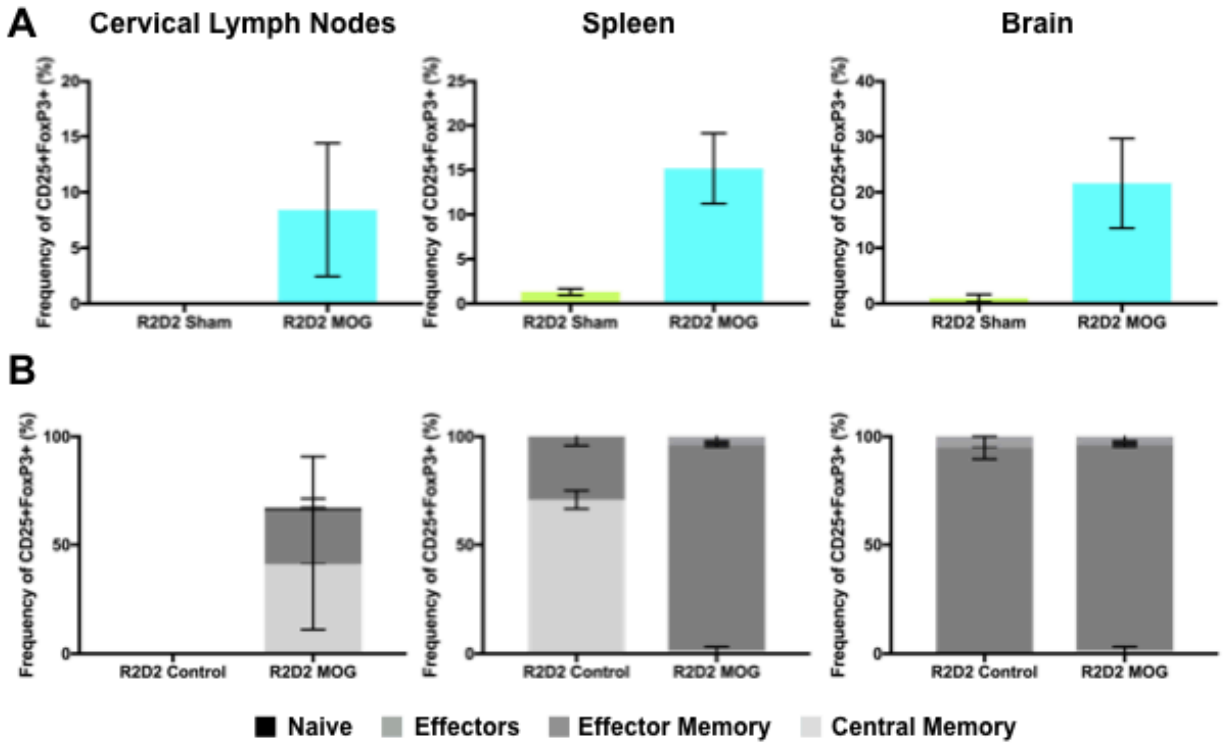 A
Cervical Lymph Nodes
Spleen
Brain
Frequency of CD25+FoxP3+ (%)
20
15
10
5
0
R2D2 Sham
R2D2 MOG
Frequency of CD25+FoxP3+ (%)
25
20
15
10
5
0
R2D2 Sham
R2D2 MOG
Frequency of CD25+FoxP3+ (%)
40
30
20
10
0
R2D2 Sham
R2D2 MOG
B
Frequency of CD25+FoxP3+ (%)
100
50
0
R2D2 Control
R2D2 MOG
Frequency of CD25+FoxP3+ (%)
100
50
0
R2D2 Control
R2D2 MOG
Frequency of CD25+FoxP3+ (%)
100
50
0
R2D2 Control
R2D2 MOG
Naive
Effectors
Effector Memory
Central Memory